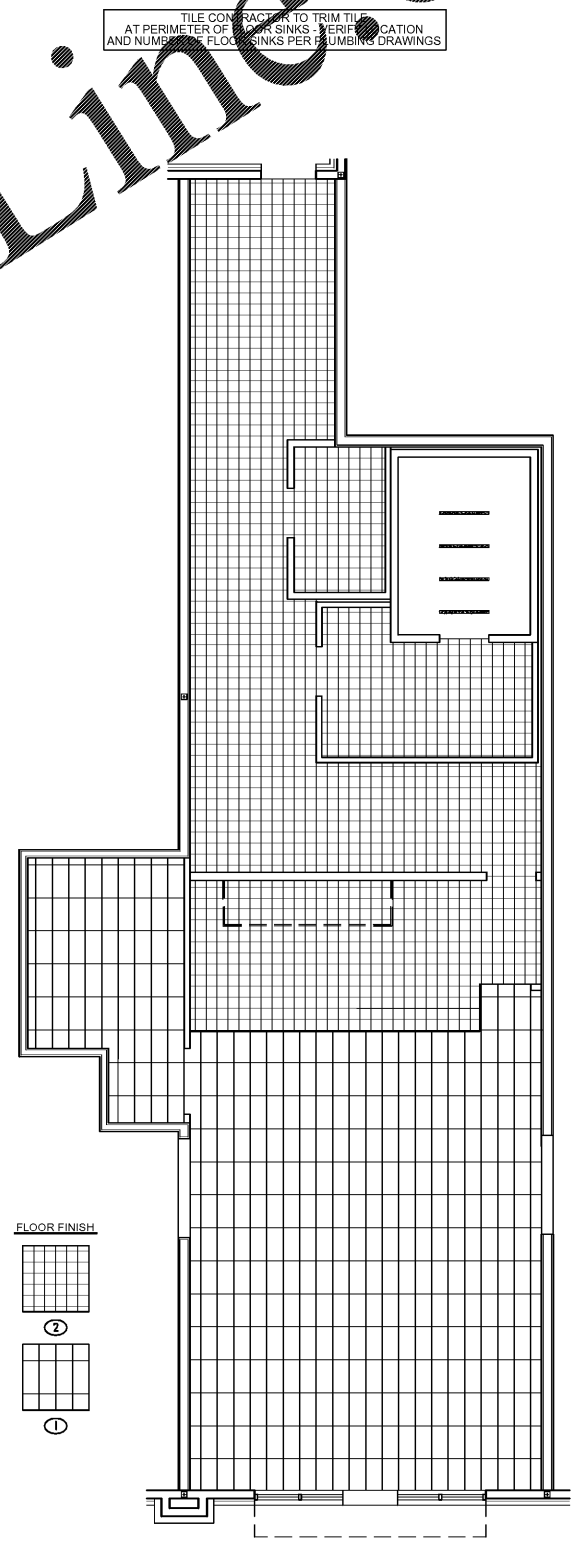 TILE CONTRACTOR TO TRIM TILE
AT PERIMETER OF FLOOR SINKS - VERIFY LOCATION
AND NUMBER OF FLOOR SINKS PER PLUMBING DRAWINGS
Line
FLOOR FINISH
2
1